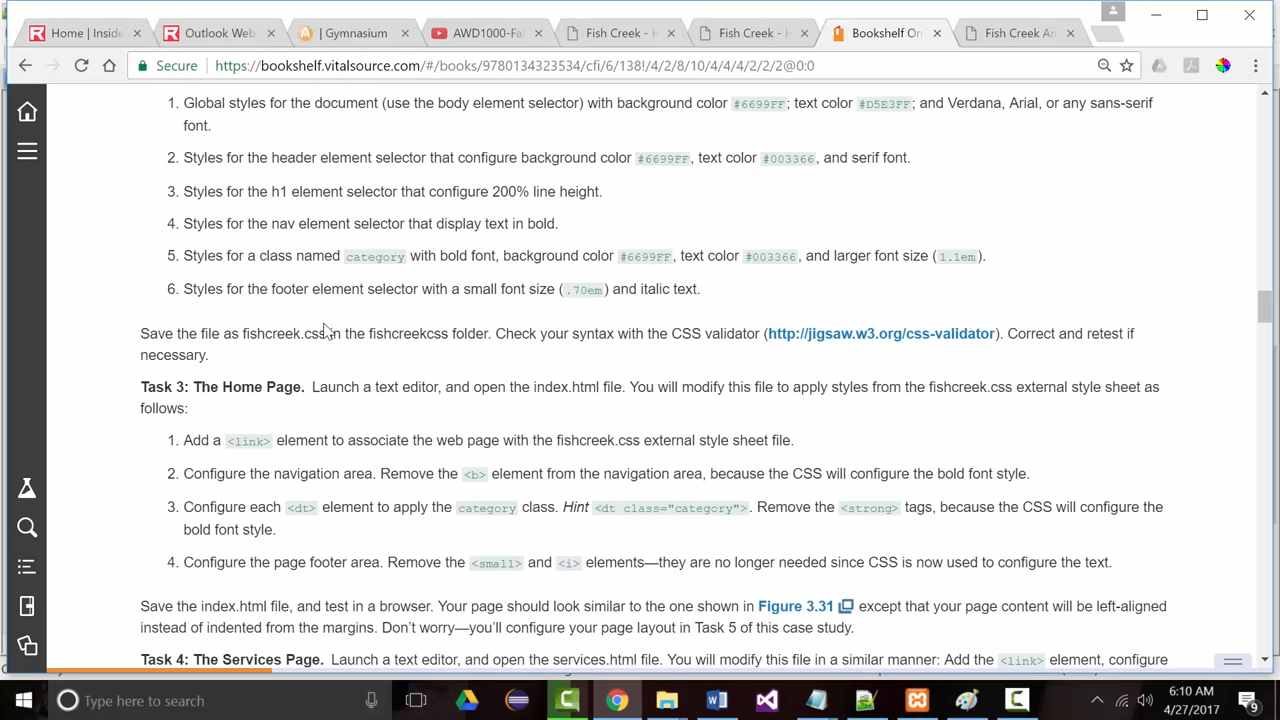 Home | Inside
Outlook Web
| Gymnasium
AWD1000-Fal
Fish Creek - H
Fish Creek - H
Bookshelf On
Fish Creek An
Secure
https://bookshelf.vitalsource.com/#/books/9780134323534/cfi/6/138!/4/2/8/10/4/4/4/2/2/2@0:0
1. Global styles for the document (use the body element selector) with background color #6699FF; text color #D5E3FF; and Verdana, Arial, or any sans-serif
font.
2. Styles for the header element selector that configure background color #6699FF, text color #003366, and serif font.
3. Styles for the h1 element selector that configure 200% line height.
4. Styles for the nav element selector that display text in bold.
5. Styles for a class named category with bold font, background color #6699FF, text color #003366, and larger font size (1.1em).
6. Styles for the footer element selector with a small font size (.70em) and italic text.
Save the file as fishcreek.css in the fishcreekcss folder. Check your syntax with the CSS validator (http://jigsaw.w3.org/css-validator). Correct and retest if
necessary.
Task 3: The Home Page. Launch a text editor, and open the index.html file. You will modify this file to apply styles from the fishcreek.css external style sheet as
follows:
1. Add a <link> element to associate the web page with the fishcreek.css external style sheet file.
2. Configure the navigation area. Remove the <b> element from the navigation area, because the CSS will configure the bold font style.
3. Configure each <dt> element to apply the category class. Hint <dt class="category">. Remove the <strong> tags, because the CSS will configure the
bold font style.
4. Configure the page footer area. Remove the <small> and <i> elements—they are no longer needed since CSS is now used to configure the text.
Save the index.html file, and test in a browser. Your page should look similar to the one shown in Figure 3.31 except that your page content will be left-aligned
instead of indented from the margins. Don't worry—you'll configure your page layout in Task 5 of this case study.
Task 4: The Services Page. Launch a text editor, and open the services.html file. You will modify this file in a similar manner: Add the <link> element, configure
Type here to search
6:10 AM
4/27/2017
9